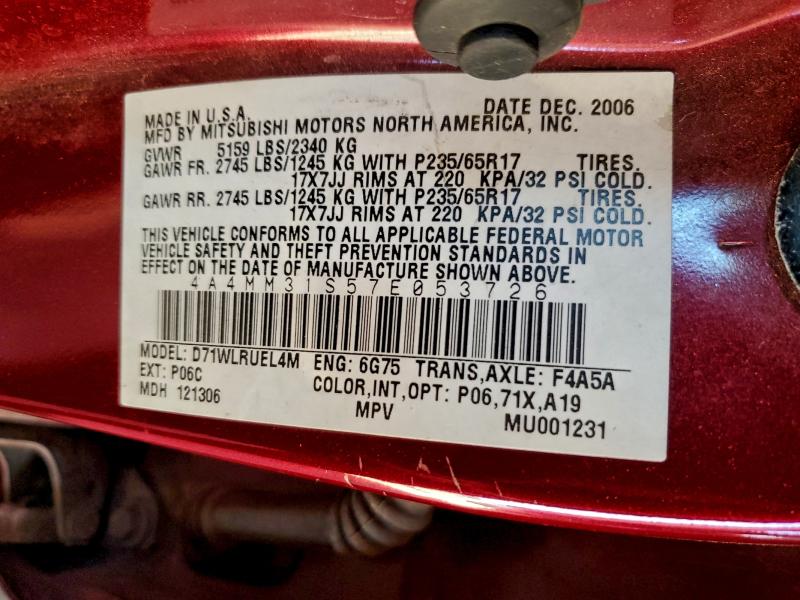 MADE IN U.S.A. DATE DEC. 2006
MFD BY MITSUBISHI MOTORS NORTH AMERICA, INC.
GVWR 5159 LBS/2340 KG
GAWR FR. 2745 LBS/1245 KG WITH P235/65R17 TIRES.
17X7JJ RIMS AT 220 KPA/32 PSI COLD.
GAWR RR. 2745 LBS/1245 KG WITH P235/65R17 TIRES.
17X7JJ RIMS AT 220 KPA/32 PSI COLD.
THIS VEHICLE CONFORMS TO ALL APPLICABLE FEDERAL MOTOR
VEHICLE SAFETY AND THEFT PREVENTION STANDARDS IN
EFFECT ON THE DATE OF MANUFACTURE SHOWN ABOVE.
4A4MM31S57E053726
MODEL: D71WLRUEL4M ENG: 6G75 TRANS,AXLE: F4A5A
EXT: P06C COLOR,INT,OPT: P06,71X,A19
MDH 121306 MPV MU001231